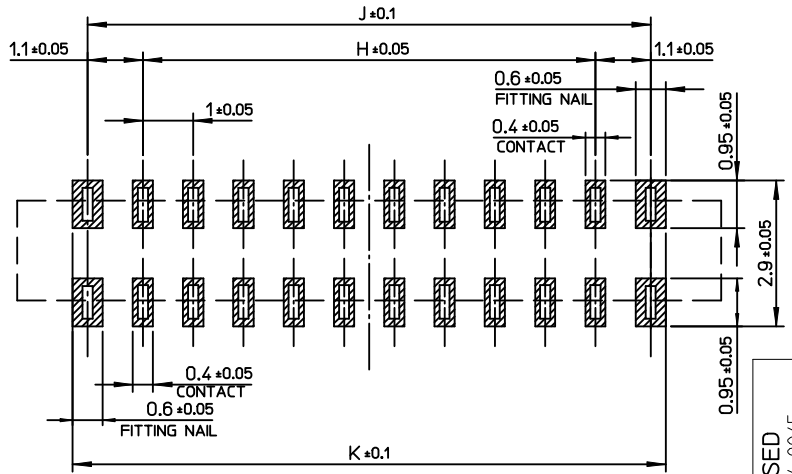 J ±0.1
1.1 ±0.05
H ±0.05
1.1 ±0.05
0.6 ±0.05
FITTING NAIL
1 ±0.05
0.4 ±0.05
CONTACT
0.95 ±0.05
2.9 ±0.05
0.95 ±0.05
0.4 ±0.05
CONTACT
0.6 ±0.05
FITTING NAIL
K ±0.1
SED